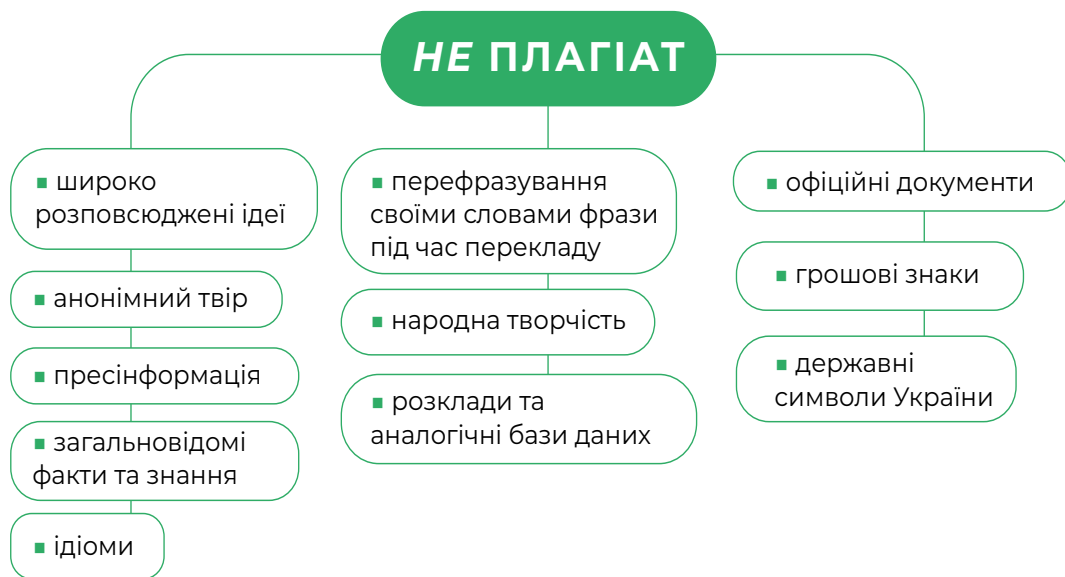 НЕ ПЛАГІАТ
▪ широко
розповсюджені ідеї
▪ анонімний твір
▪ пресінформація
▪ загальновідомі
факти та знання
▪ ідіоми
▪ перефразування
своїми словами фрази
під час перекладу
▪ народна творчість
▪ розклади та
аналогічні бази даних
▪ офіційні документи
▪ грошові знаки
▪ державні
символи України